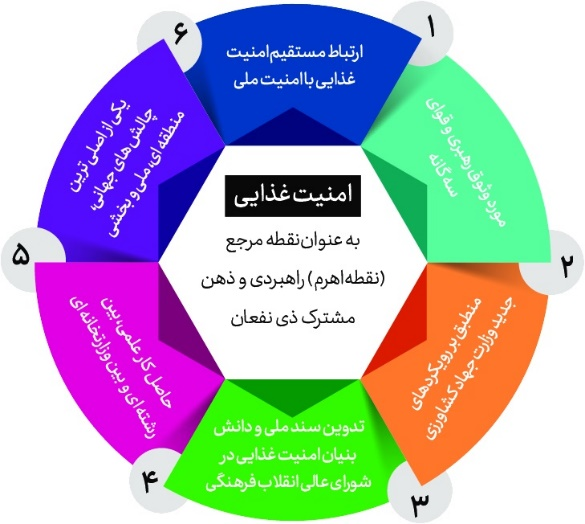 امنیت غذایی
به عنوان نقطه مرجع
(نقطه اهرم) راهبردی و ذهن
مشترک ذی نفعان
۱
ارتباط مستقیم امنیت
غذایی با امنیت ملی
۲
مورد وثوق رهبری و قوای
سه گانه
۳
منطبق بر رویکردهای
جدید وزارت جهاد کشاورزی
۴
تدوین سند ملی و دانش
بنیان امنیت غذایی در
شورای عالی انقلاب فرهنگی
۵
حاصل کار علمی، بین
رشته ای و بین وزارتخانه ای
۶
یکی از اصلی ترین
چالش های جهانی،
منطقه ای، ملی و بخشی